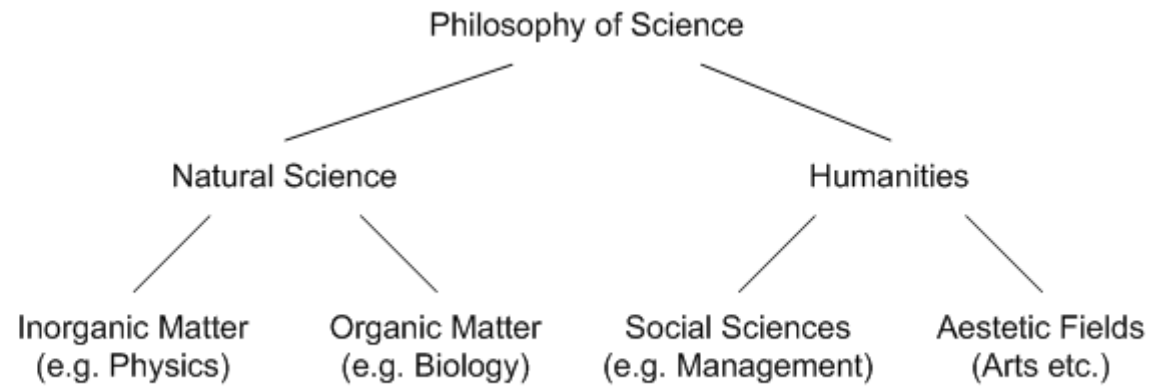 Philosophy of Science
Natural Science
Humanities
Inorganic Matter
(e.g. Physics)
Organic Matter
(e.g. Biology)
Social Sciences
(e.g. Management)
Aestetic Fields
(Arts etc.)